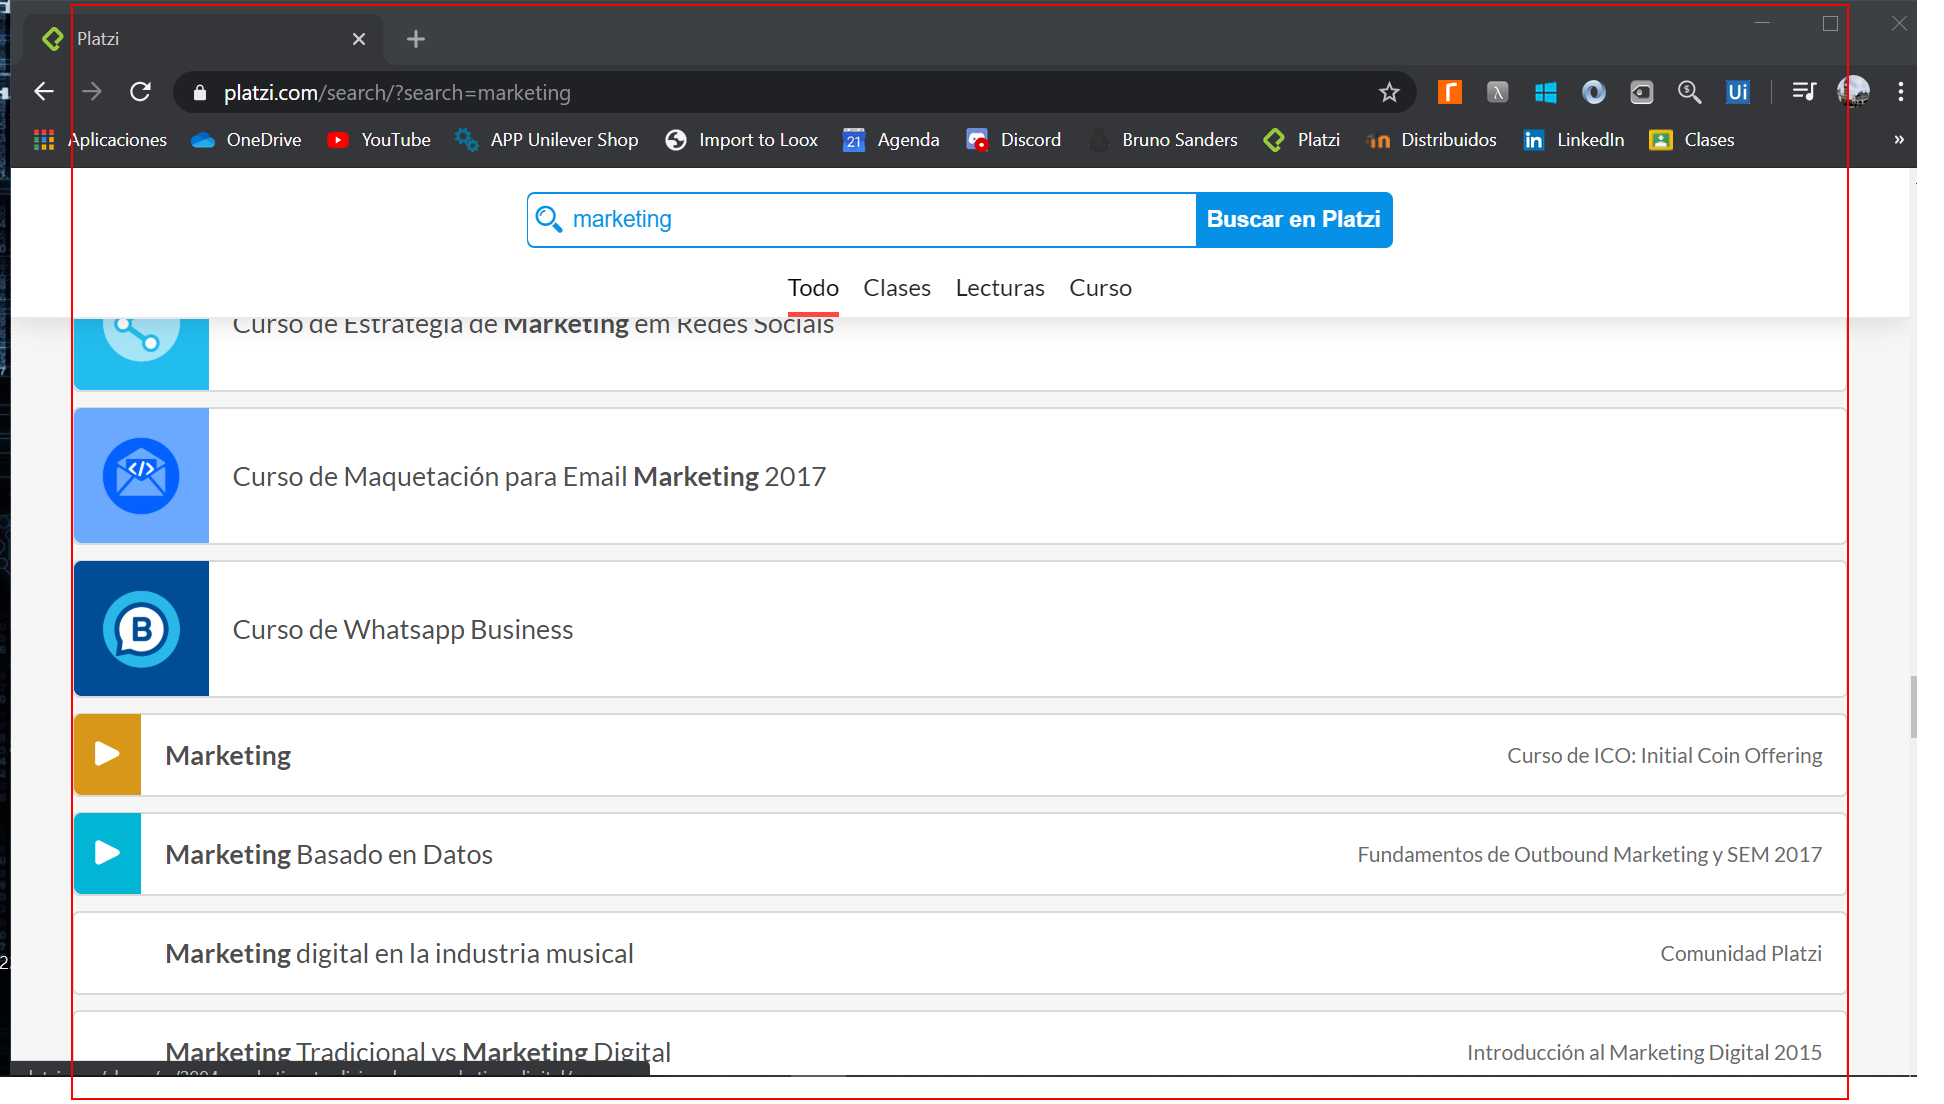 Platzi
platzi.com/search/?search=marketing
Ui
Aplicaciones OneDrive YouTube APP Unilever Shop Import to Loox 21 Agenda Discord Bruno Sanders Platzi Distribuidos in LinkedIn Clases »
marketing Buscar en Platzi
Todo Clases Lecturas Curso
Curso de Estrategia de Marketing em Redes Sociais
Curso de Maquetación para Email Marketing 2017
B Curso de Whatsapp Business
Marketing Curso de ICO: Initial Coin Offering
Marketing Basado en Datos Fundamentos de Outbound Marketing y SEM 2017
Marketing digital en la industria musical Comunidad Platzi
Marketing Tradicional vs Marketing Digital Introducción al Marketing Digital 2015